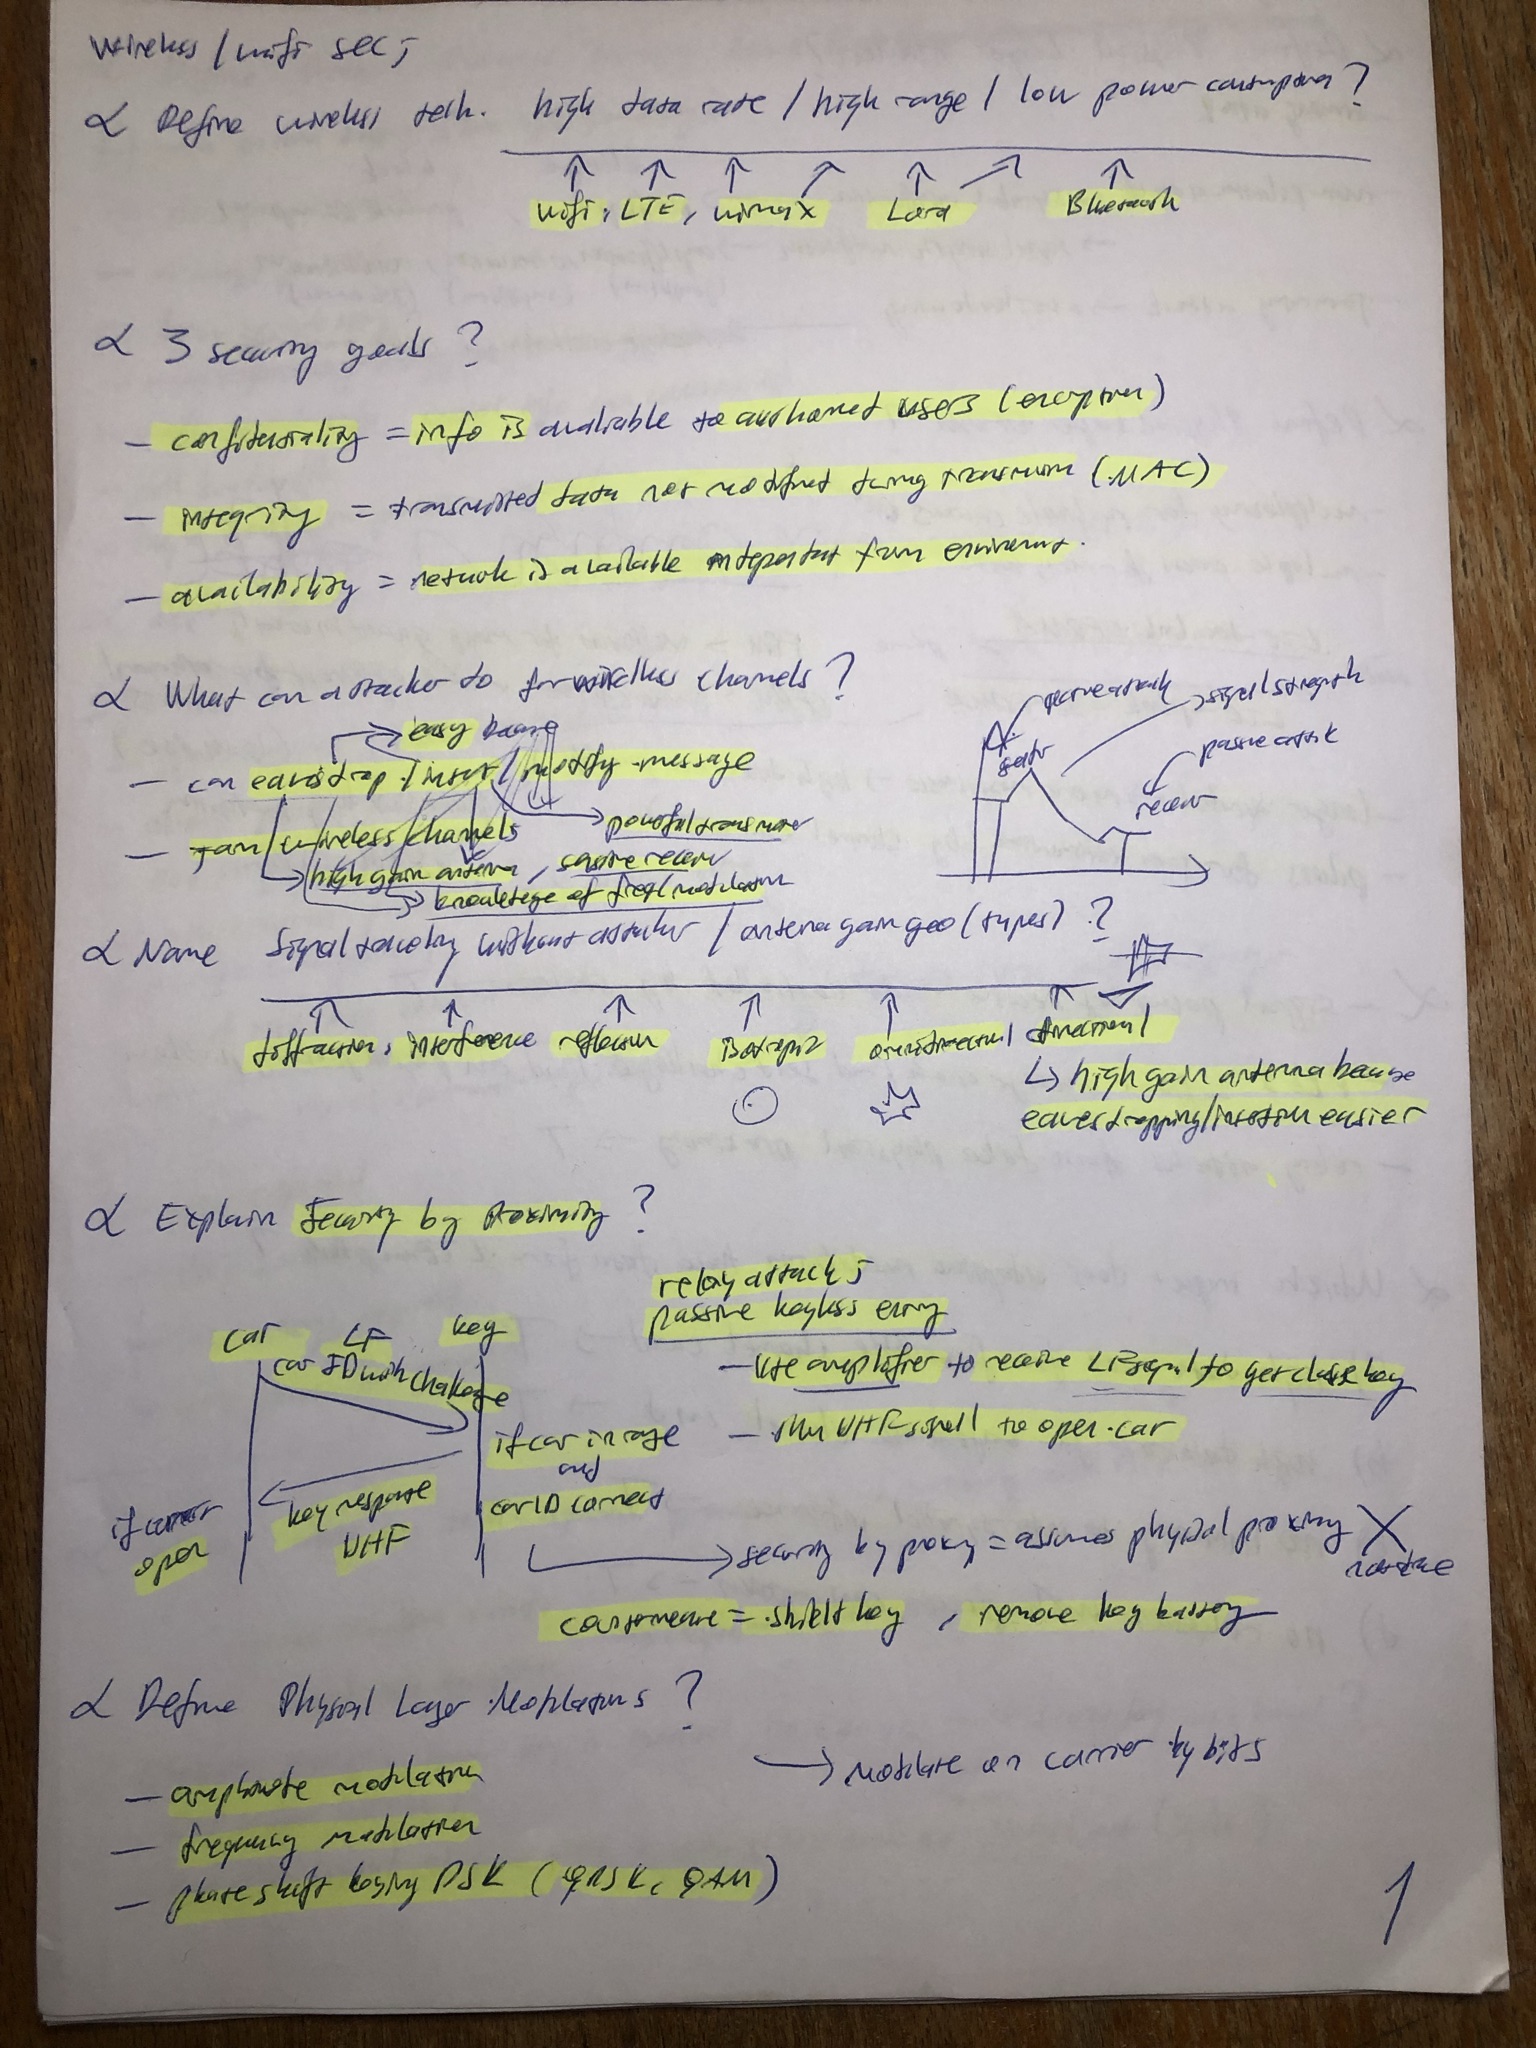 Wireless / wifi sec;
α Define wireless tech. high data rate / high range / low power consumption?
wifi, LTE, wimax Lora Bluetooth
α 3 security goals?
– confidentiality = info is available to authorized users (encryption)
– integrity = transmitted data not modified during transmission (MAC)
– availability = network is available independent from environment.
α What can attacker do for wireless channels?
easy because
– can eavesdrop / insert / modify message
powerful transmitter
– jam wireless channels
high gain antenna,
knowledge of freq/modulation
signal strength
passive attack
α Name Signal without attacker / antenna gain geo (types)?
diffraction, interference reflection isotropic omnidirectional directional
↳ high gain antenna because
eavesdropping/insertion easier
α Explain Security by Proximity?
relay attack;
passive keyless entry
car LF key
car ID with challenge
– use amplifier to receive LF signal to get close key
– UHF signal to open car
if car in range
and
car ID correct
key response
UHF
if correct
open
→ security by proxy = assumes physical proximity X
not true
countermeasure = shield key, remove key battery
α Define Physical Layer Modulations?
→ Modulate on carrier by bits
– amplitude modulation
– frequency modulation
– phase shift keying PSK (QPSK, QAM)
1